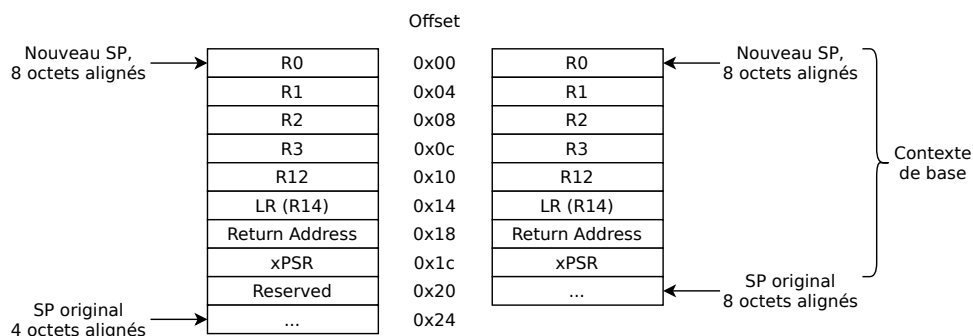 Offset
Nouveau SP,
8 octets alignés
R0
0x00
R0
Nouveau SP,
8 octets alignés
R1
0x04
R1
R2
0x08
R2
R3
0x0c
R3
Contexte
de base
R12
0x10
R12
LR (R14)
0x14
LR (R14)
Return Address
0x18
Return Address
xPSR
0x1c
xPSR
Reserved
0x20
...
SP original
8 octets alignés
SP original
4 octets alignés
...
0x24